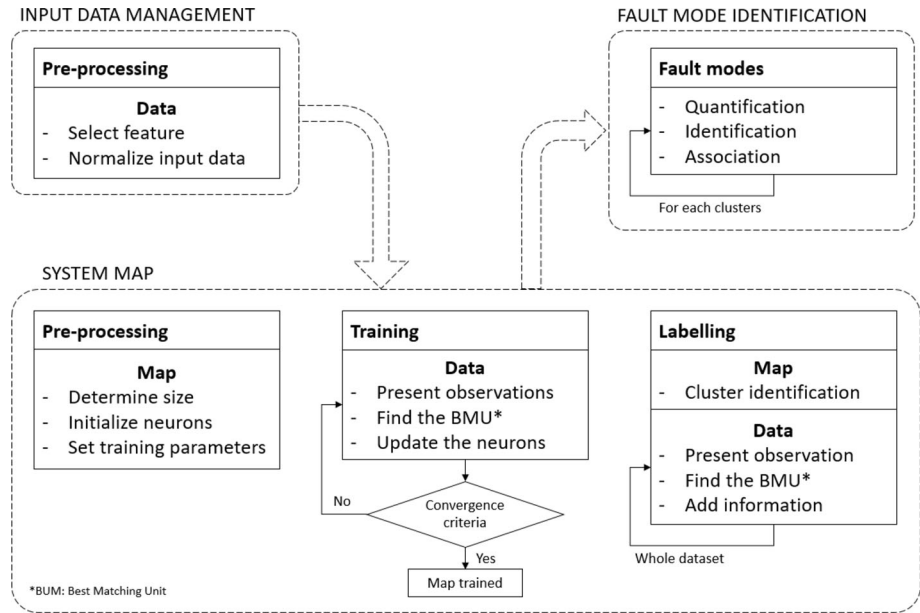 INPUT DATA MANAGEMENT
Pre-processing
Data
- Select feature
- Normalize input data
FAULT MODE IDENTIFICATION
Fault modes
- Quantification
- Identification
- Association
For each clusters
SYSTEM MAP
Pre-processing
Map
- Determine size
- Initialize neurons
- Set training parameters
Training
Data
- Present observations
- Find the BMU*
- Update the neurons
No
Convergence
criteria
Yes
Map trained
Labelling
Map
- Cluster identification
Data
- Present observation
- Find the BMU*
- Add information
Whole dataset
*BUM: Best Matching Unit